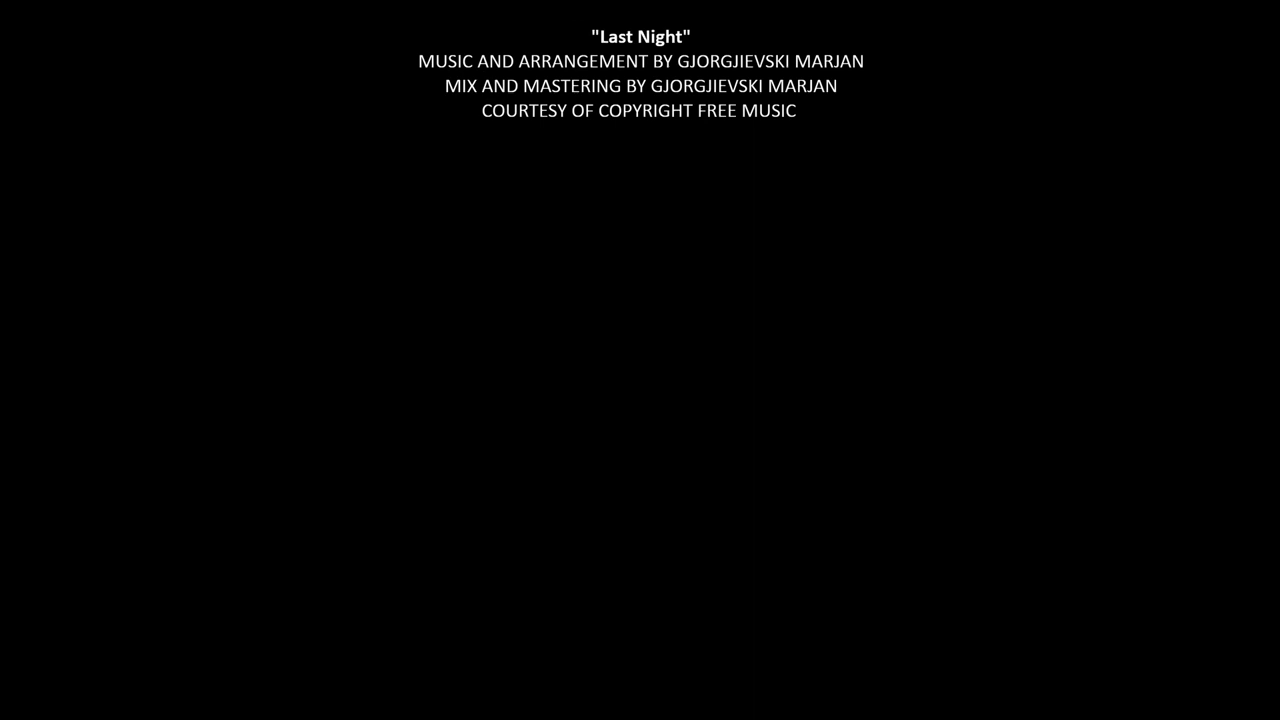 "Last Night"
MUSIC AND ARRANGEMENT BY GJORGJIEVSKI MARJAN
MIX AND MASTERING BY GJORGJIEVSKI MARJAN
COURTESY OF COPYRIGHT FREE MUSIC